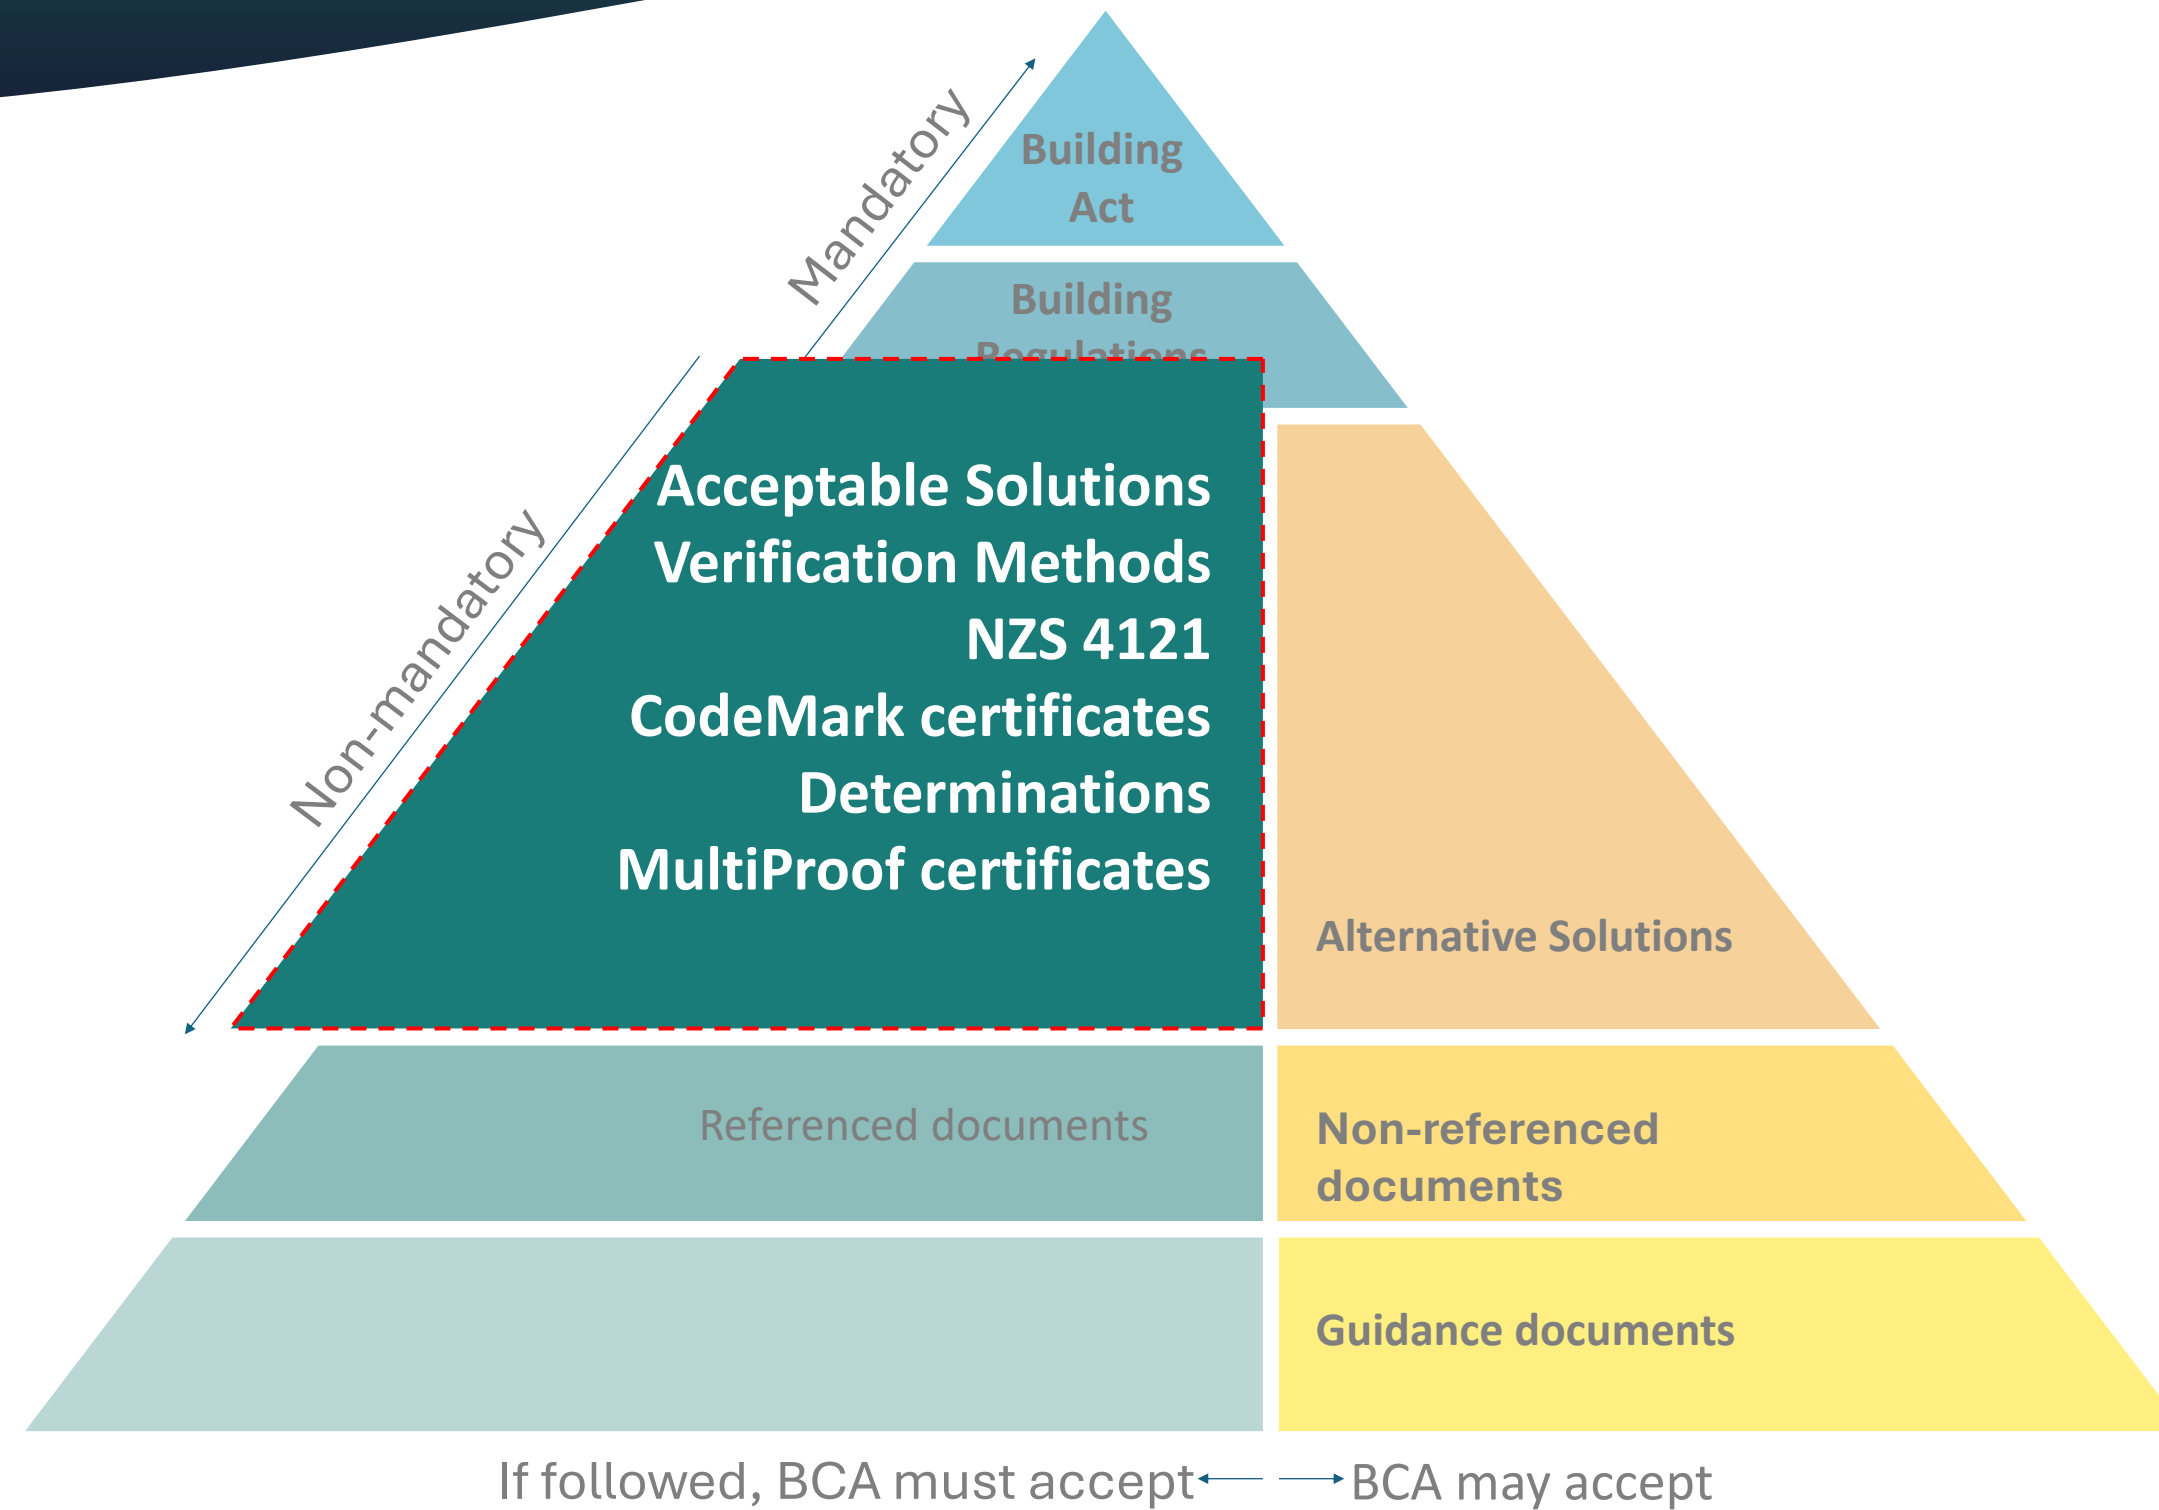 Mandatory
Building
Act
Building
Regulations
Non-mandatory
Acceptable Solutions
Verification Methods
NZS 4121
CodeMark certificates
Determinations
MultiProof certificates
Alternative Solutions
Referenced documents
Non-referenced
documents
Guidance documents
If followed, BCA must accept
BCA may accept